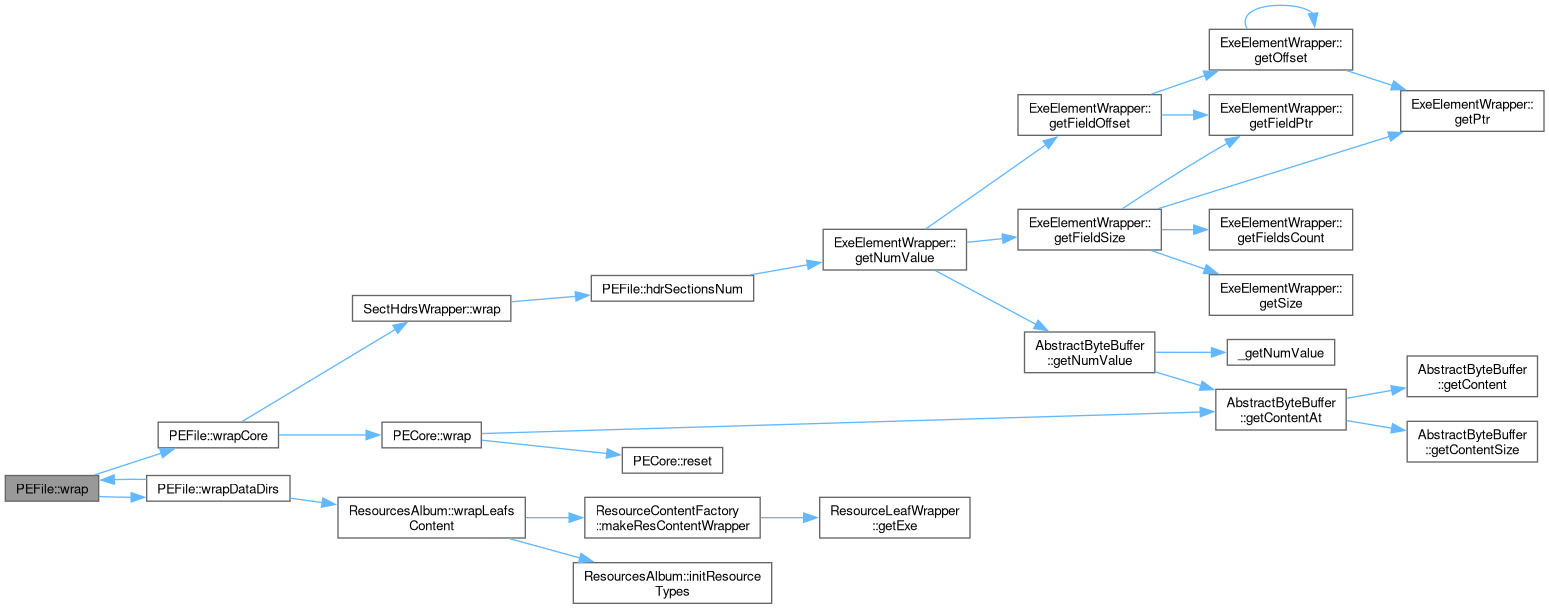 PEFile::wrap
PEFile::wrapCore
SectHdrsWrapper::wrap
PEFile::hdrSectionsNum
ExeElementWrapper::
getNumValue
ExeElementWrapper::
getFieldOffset
ExeElementWrapper::
getOffset
ExeElementWrapper::
getPtr
ExeElementWrapper::
getFieldPtr
ExeElementWrapper::
getFieldSize
ExeElementWrapper::
getFieldsCount
ExeElementWrapper::
getSize
AbstractByteBuffer
::getNumValue
_getNumValue
AbstractByteBuffer
::getContentAt
AbstractByteBuffer
::getContent
AbstractByteBuffer
::getContentSize
PECore::wrap
PECore::reset
PEFile::wrapDataDirs
ResourcesAlbum::wrapLeafs
Content
ResourceContentFactory
::makeResContentWrapper
ResourceLeafWrapper
::getExe
ResourcesAlbum::initResource
Types